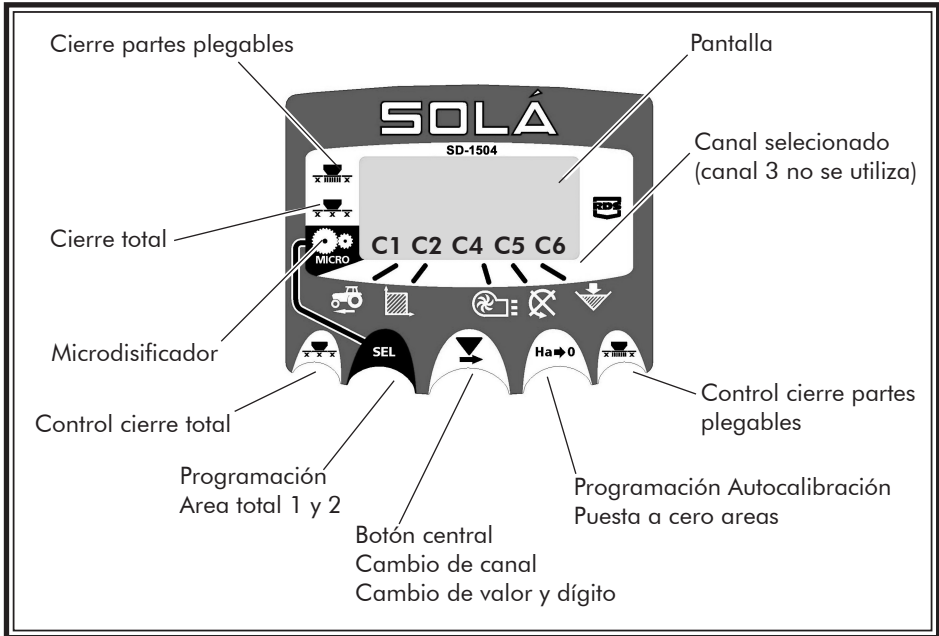 Cierre partes plegables
Pantalla
SOLÁ
SD-1504
Canal selecionado
(canal 3 no se utiliza)
RDS
Cierre total
MICRO
C1 C2 C4 C5 C6
Microdisificador
SEL
Ha➡0
Control cierre total
Control cierre partes
plegables
Programación
Area total 1 y 2
Programación Autocalibración
Puesta a cero areas
Botón central
Cambio de canal
Cambio de valor y dígito